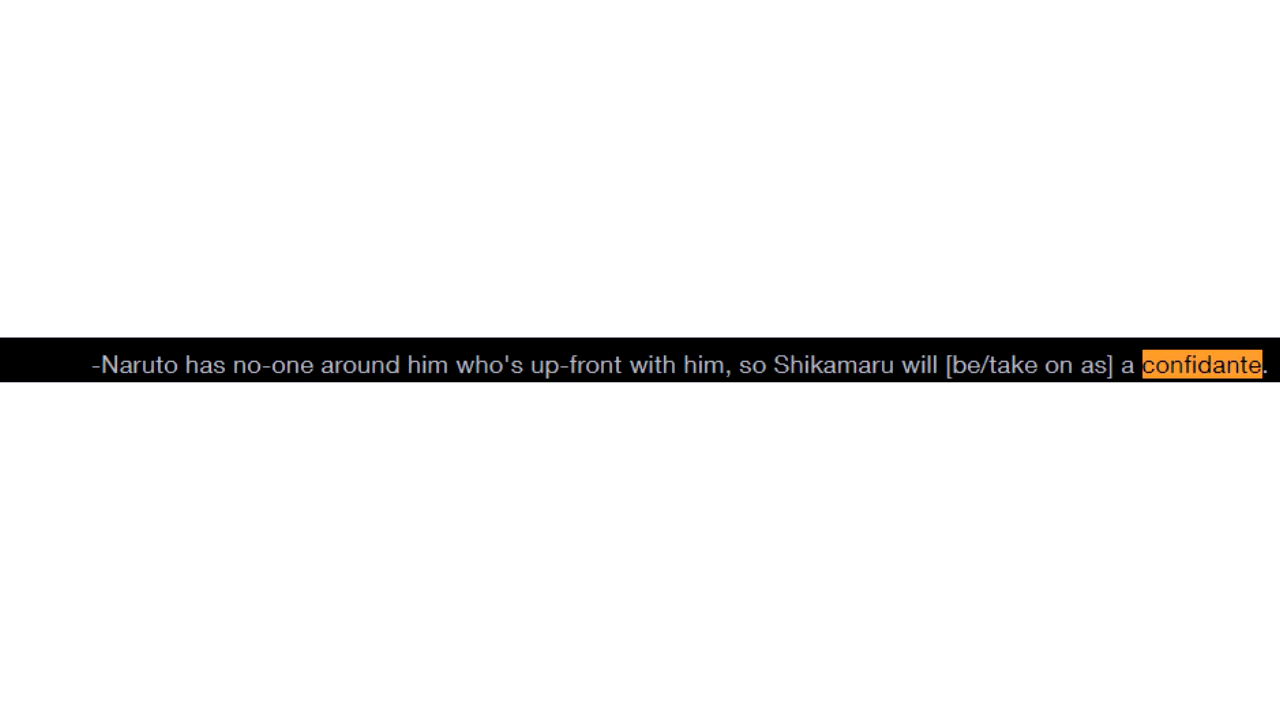 -Naruto has no-one around him who's up-front with him, so Shikamaru will [be/take on as] a confidante.